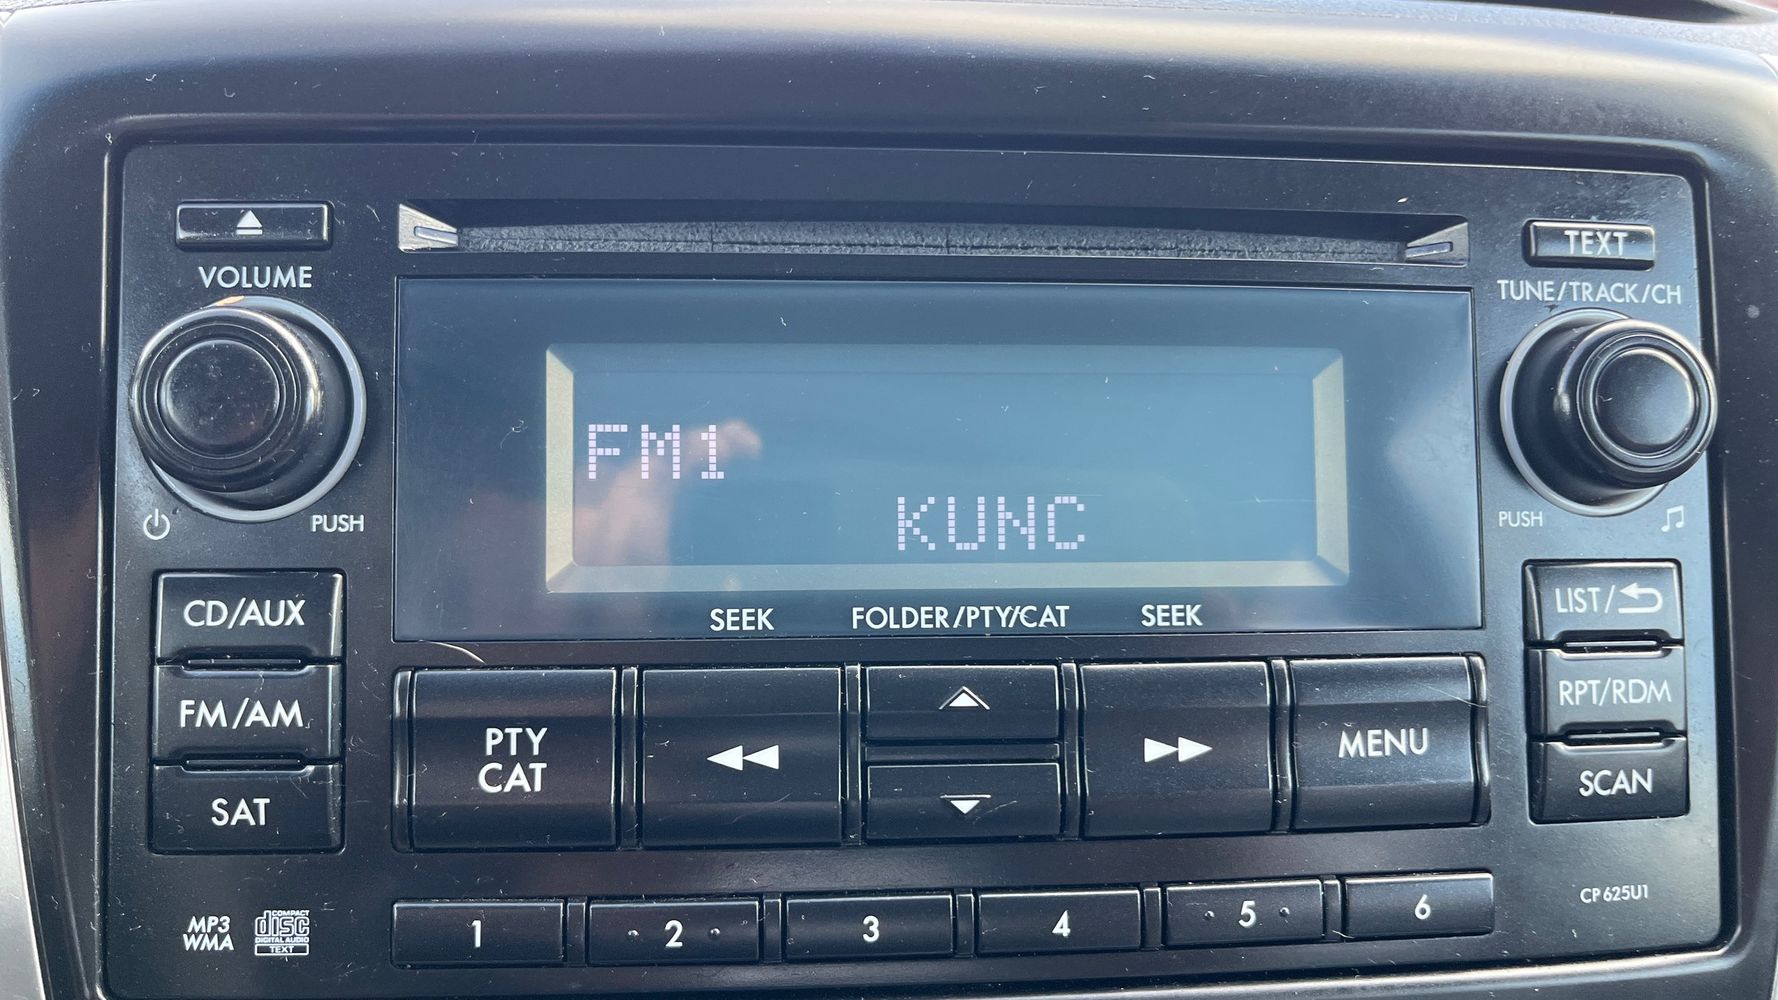 VOLUME
TEXT
TUNE/TRACK/CH
FM1
KUNC
PUSH
PUSH
SEEK
FOLDER/PTY/CAT
SEEK
CD/AUX
FM/AM
SAT
PTY
CAT
MENU
LIST/
RPT/RDM
SCAN
MP3
WMA
COMPACT
disc
DIGITAL AUDIO
TEXT
1
2
3
4
5
6
CP625U1